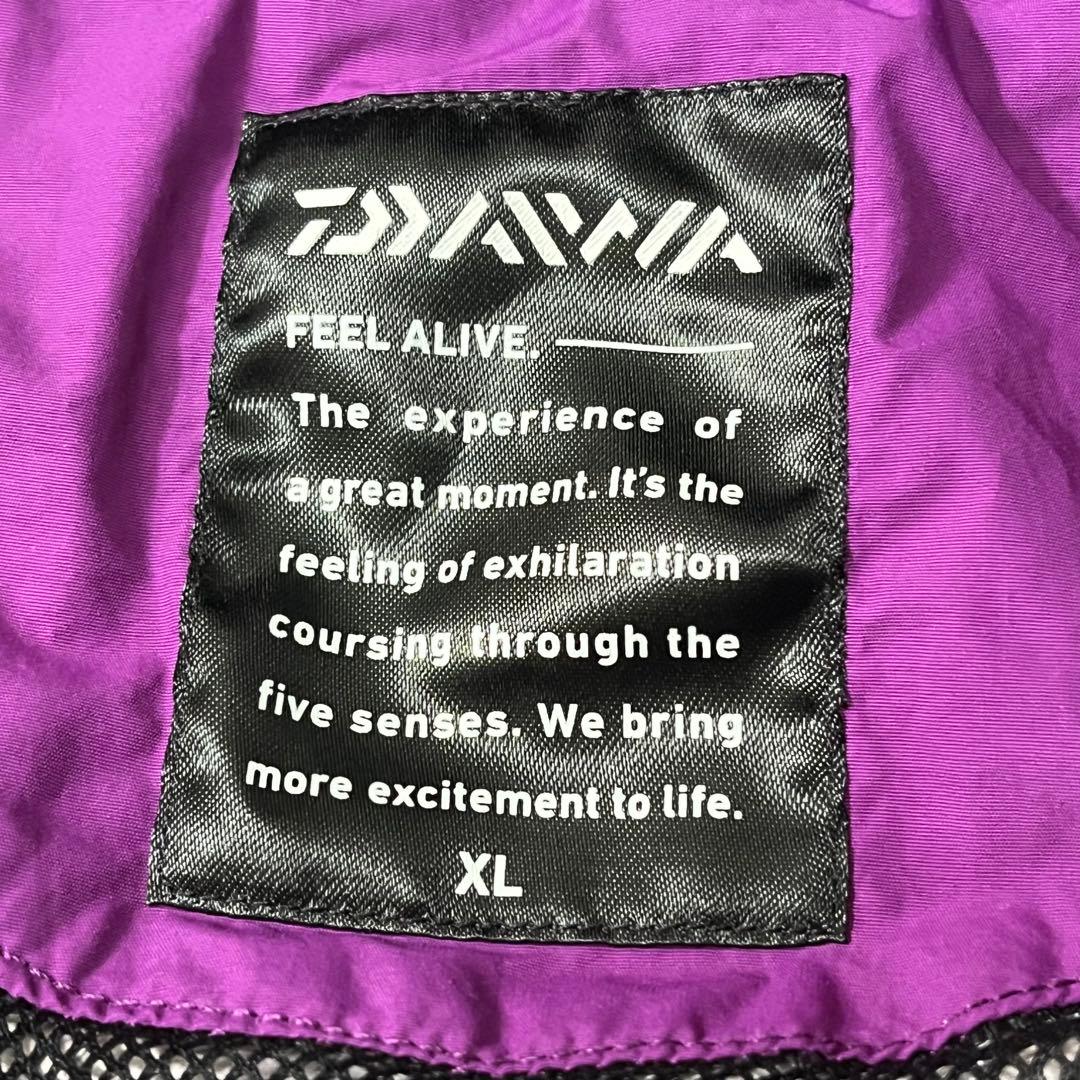 DAIWA
FEEL ALIVE.
The experience of
a great moment. It's the
feeling of exhilaration
coursing through the
five senses. We bring
more excitement to life.
XL